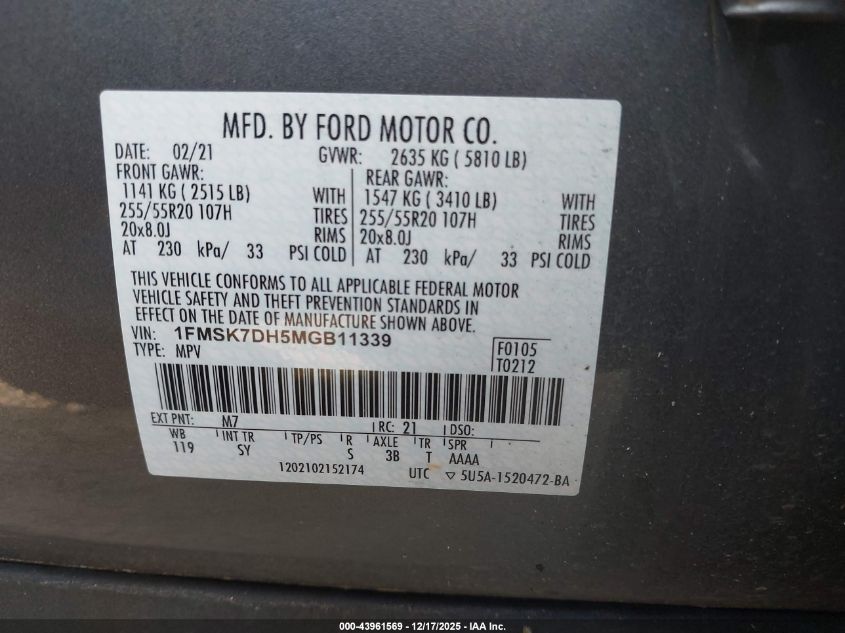 MFD. BY FORD MOTOR CO.
DATE: 02/21 GVWR: 2635 KG ( 5810 LB)
FRONT GAWR: REAR GAWR:
1141 KG ( 2515 LB) WITH 1547 KG ( 3410 LB) WITH
255/55R20 107H TIRES 255/55R20 107H TIRES
20x8.0J RIMS 20x8.0J RIMS
AT 230 kPa/ 33 PSI COLD AT 230 kPa/ 33 PSI COLD
THIS VEHICLE CONFORMS TO ALL APPLICABLE FEDERAL MOTOR
VEHICLE SAFETY AND THEFT PREVENTION STANDARDS IN
EFFECT ON THE DATE OF MANUFACTURE SHOWN ABOVE.
VIN: 1FMSK7DH5MGB11339
TYPE: MPV
F0105
T0212
EXT PNT: M7 RC: 21 DSO:
WB INT TR TP/PS R AXLE TR SPR
119 SY S 3B T AAAA
1202102152174 UTC ▽ 5U5A-1520472-BA
000-43961569 - 12/17/2025 - IAA Inc.